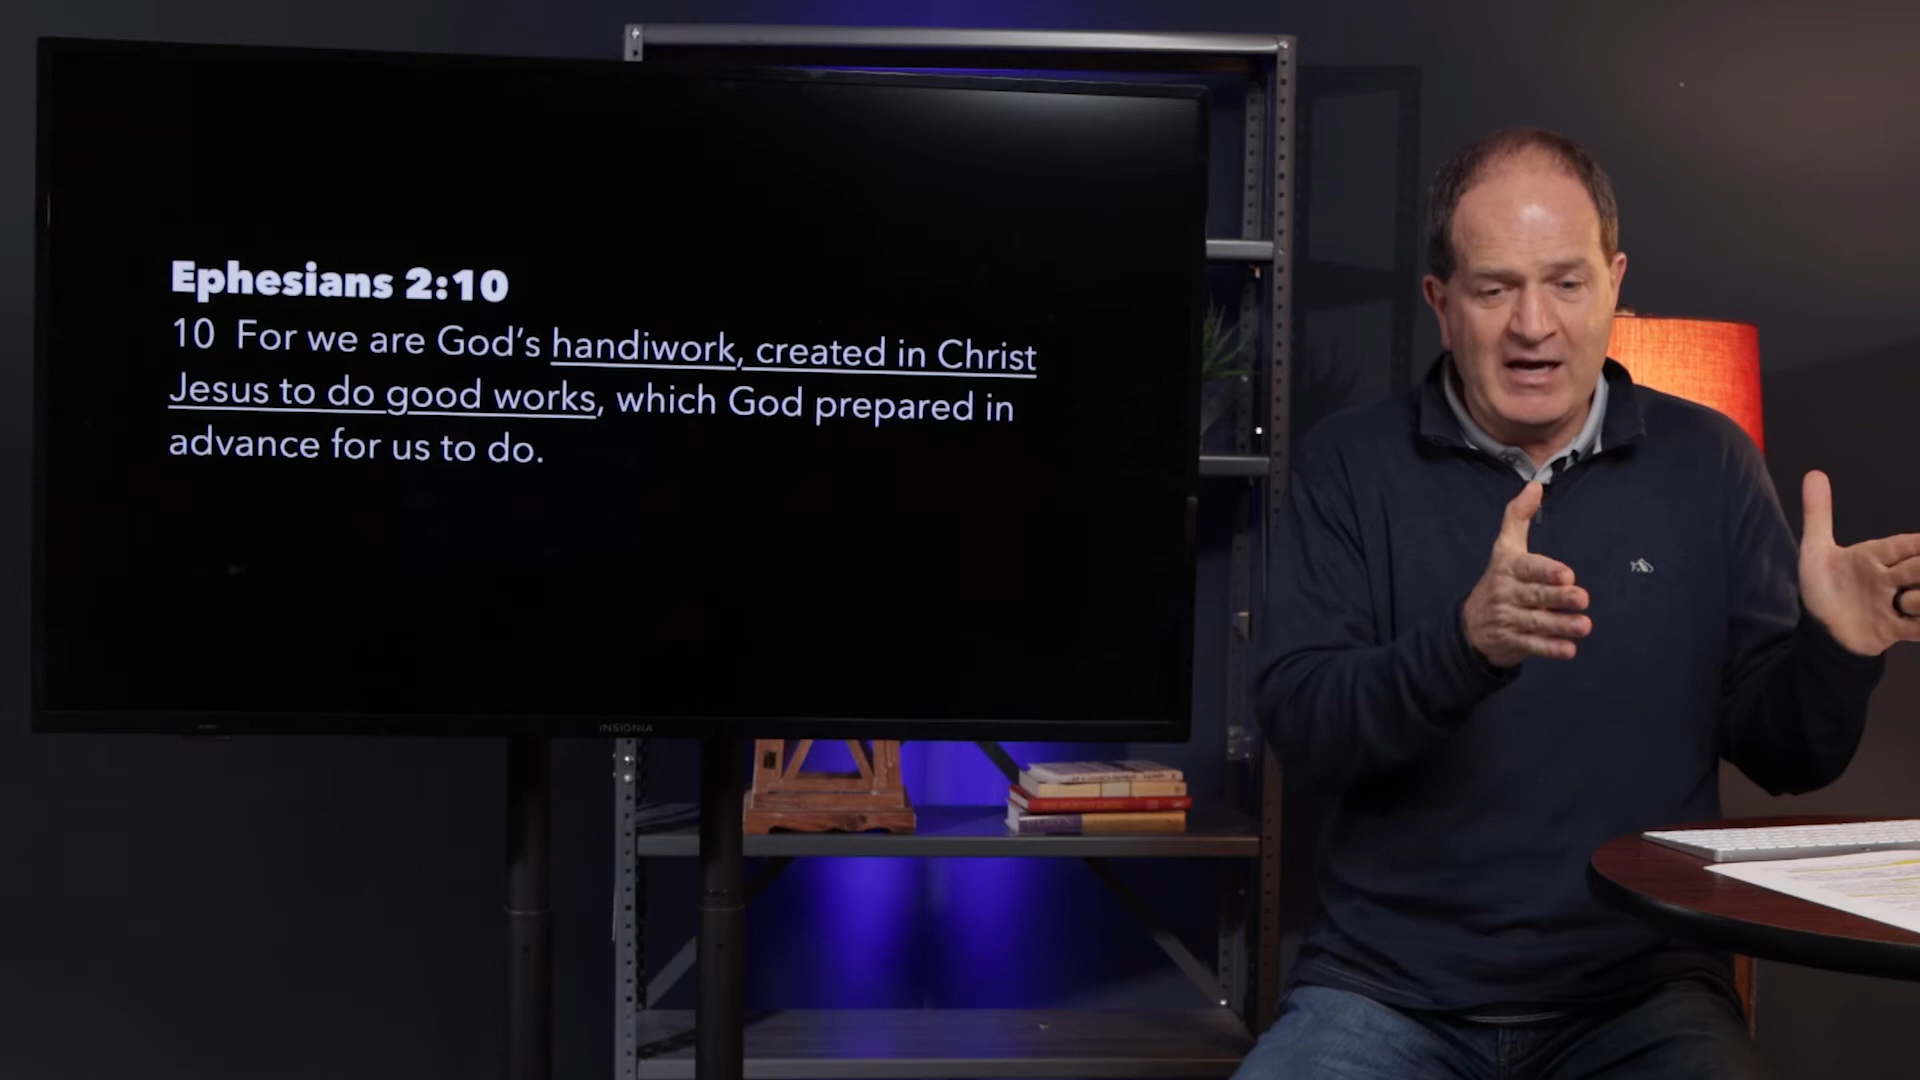 Ephesians 2:10
10 For we are God’s handiwork, created in Christ
Jesus to do good works, which God prepared in
advance for us to do.
INSIGNIA